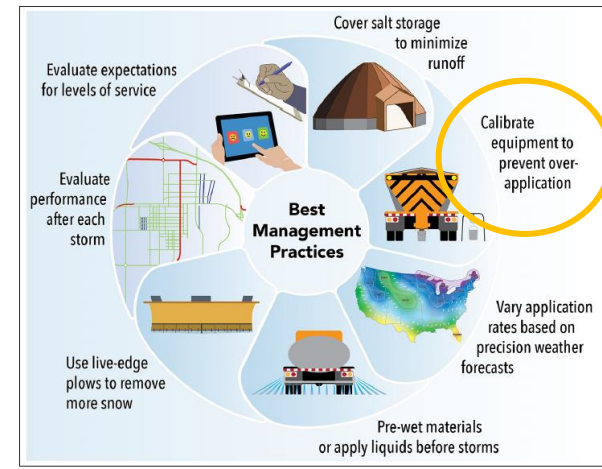 Cover salt storage
to minimize
runoff
Calibrate
equipment to
prevent over-
application
Vary application
rates based on
precision weather
forecasts
Pre-wet materials
or apply liquids before storms
Use live-edge
plows to remove
more snow
Evaluate
performance
after each
storm
Evaluate expectations
for levels of service
Best
Management
Practices